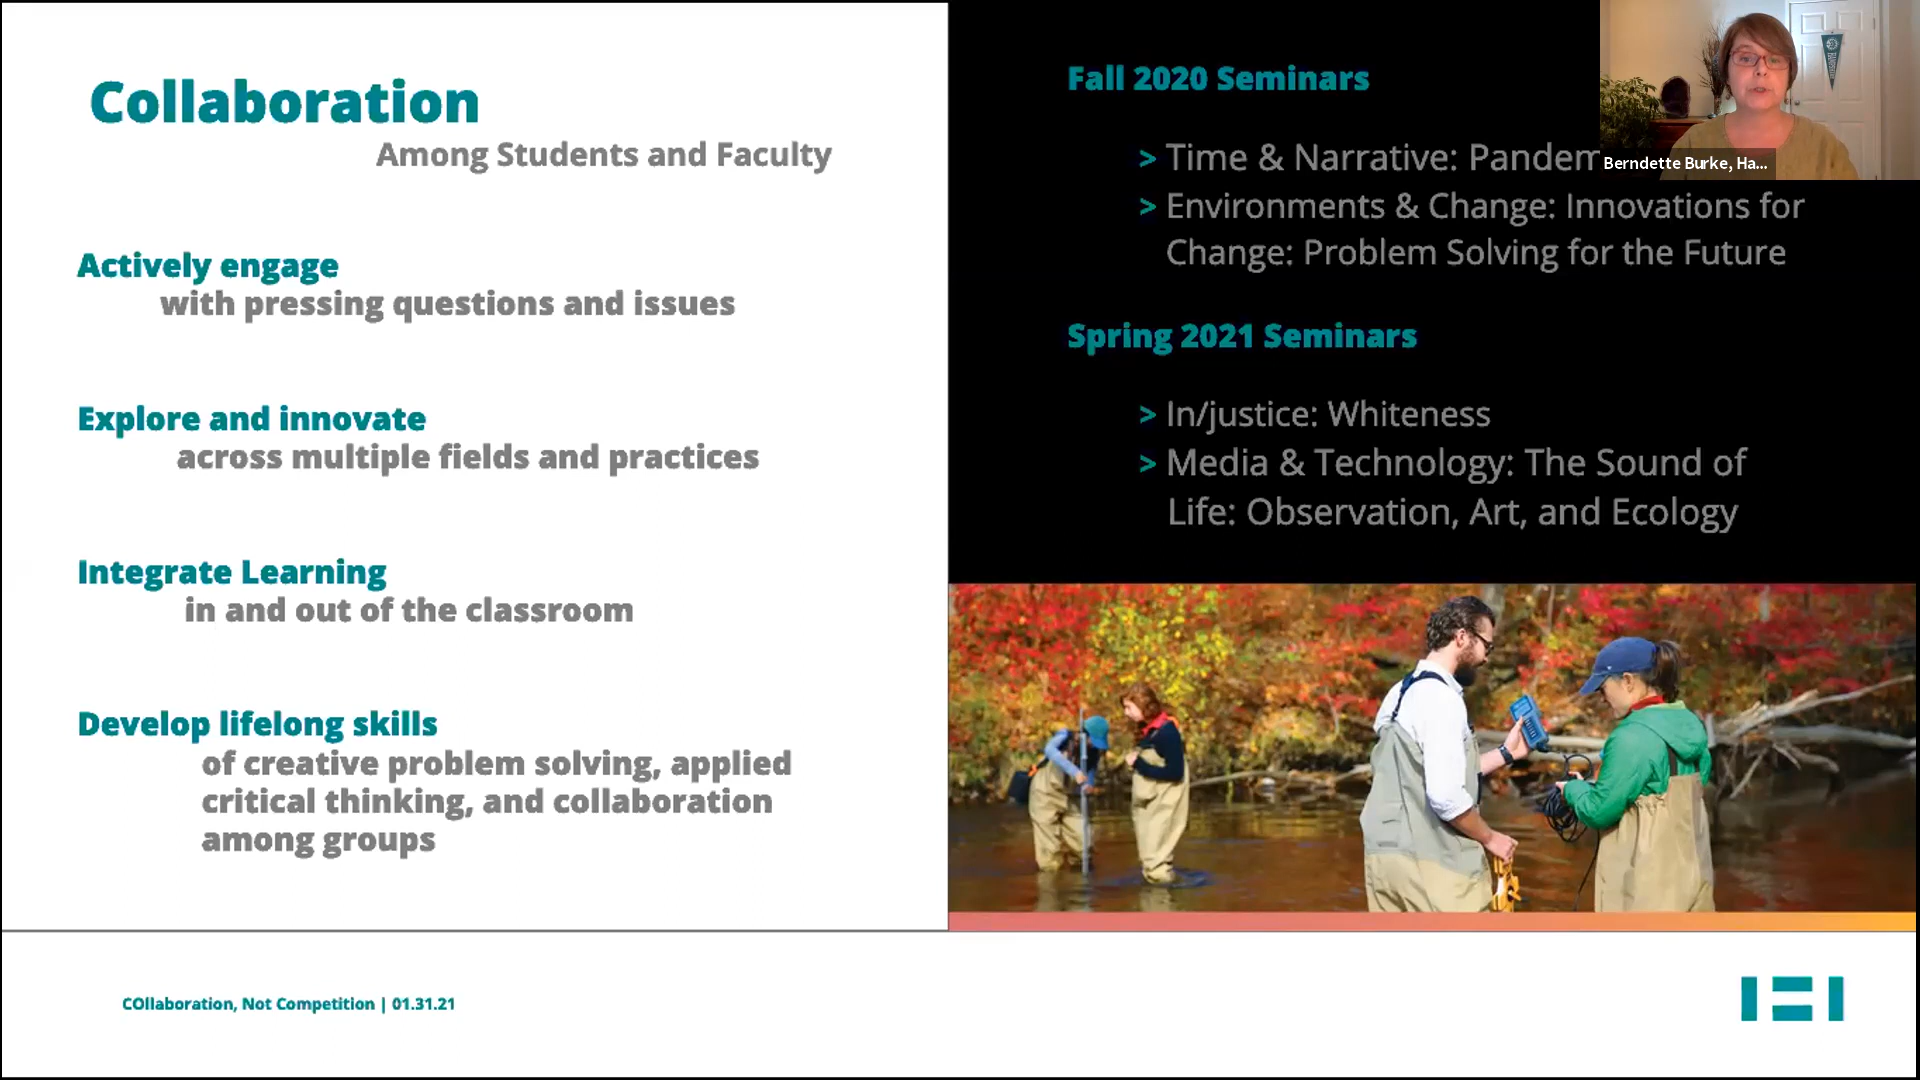 Collaboration
Among Students and Faculty
Actively engage
with pressing questions and issues
Explore and innovate
across multiple fields and practices
Integrate Learning
in and out of the classroom
Develop lifelong skills
of creative problem solving, applied
critical thinking, and collaboration
among groups
Fall 2020 Seminars
> Time & Narrative:
> Environments & Change: Innovations for
Change: Problem Solving for the Future
Spring 2021 Seminars
> In/justice: Whiteness
> Media & Technology: The Sound of
Life: Observation, Art, and Ecology
Berndette Burke, Ha...
COllaboration, Not Competition | 01.31.21